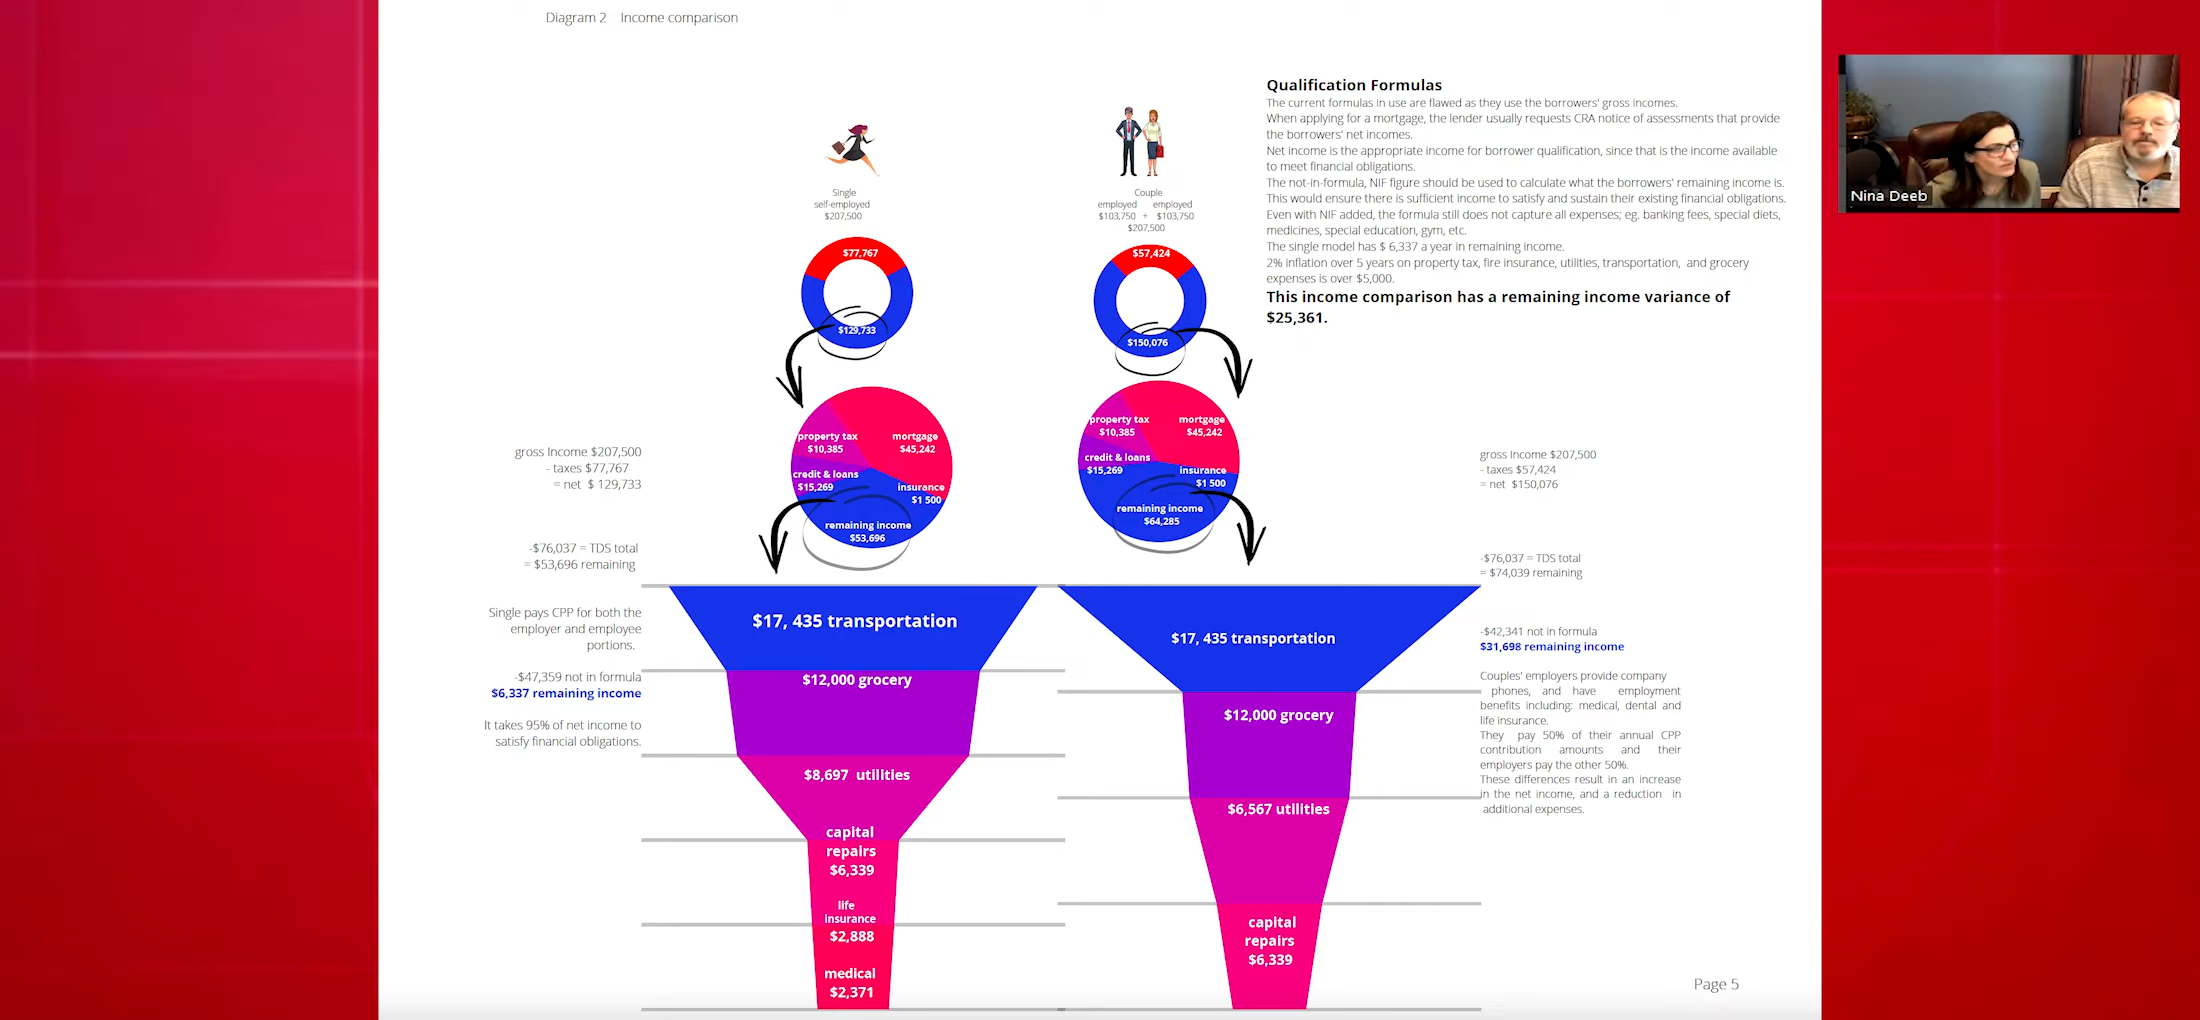 Diagram 2 Income comparison
Qualification Formulas
The current formulas in use are flawed as they use the borrowers' gross incomes.
When applying for a mortgage, the lender usually requests CRA notice of assessments that provide
the borrowers' net incomes.
Net income is the appropriate income for borrower qualification, since that is the income available
to meet financial obligations.
The not-in-formula, NIF figure should be used to calculate what the borrowers' remaining income is.
This would ensure there is sufficient income to satisfy and sustain their existing financial obligations.
Even with NIF added, the formula still does not capture all expenses; eg. banking fees, special diets,
medicines, special education, gym, etc.
The single model has $ 6,337 a year in remaining income.
2% inflation over 5 years on property tax, fire insurance, utilities, transportation, and grocery
expenses is over $5,000.
This income comparison has a remaining income variance of
$25,361.
Nina Deeb
Single
self-employed
$207,500
$77,767
$129,733
property tax
$10,385
mortgage
$45,242
credit & loans
$15,269
insurance
$1 500
remaining income
$53,696
Couple
employed employed
$103,750 + $103,750
$207,500
$57,424
$150,076
property tax
$10,385
mortgage
$45,242
credit & loans
$15,269
insurance
$1 500
remaining income
$64,285
gross Income $207,500
- taxes $77,767
= net $ 129,733
-$76,037 = TDS total
= $53,696 remaining
Single pays CPP for both the
employer and employee
portions.
-$47,359 not in formula
$6,337 remaining income
It takes 95% of net income to
satisfy financial obligations.
$17, 435 transportation
$12,000 grocery
$8,697 utilities
capital
repairs
$6,339
life
insurance
$2,888
medical
$2,371
$17, 435 transportation
$12,000 grocery
$6,567 utilities
capital
repairs
$6,339
gross Income $207,500
- taxes $57,424
= net $150,076
-$76,037 = TDS total
= $74,039 remaining
-$42,341 not in formula
$31,698 remaining income
Couples' employers provide company
phones, and have employment
benefits including: medical, dental and
life insurance.
They pay 50% of their annual CPP
contribution amounts and their
employers pay the other 50%.
These differences result in an increase
in the net income, and a reduction in
additional expenses.
Page 5